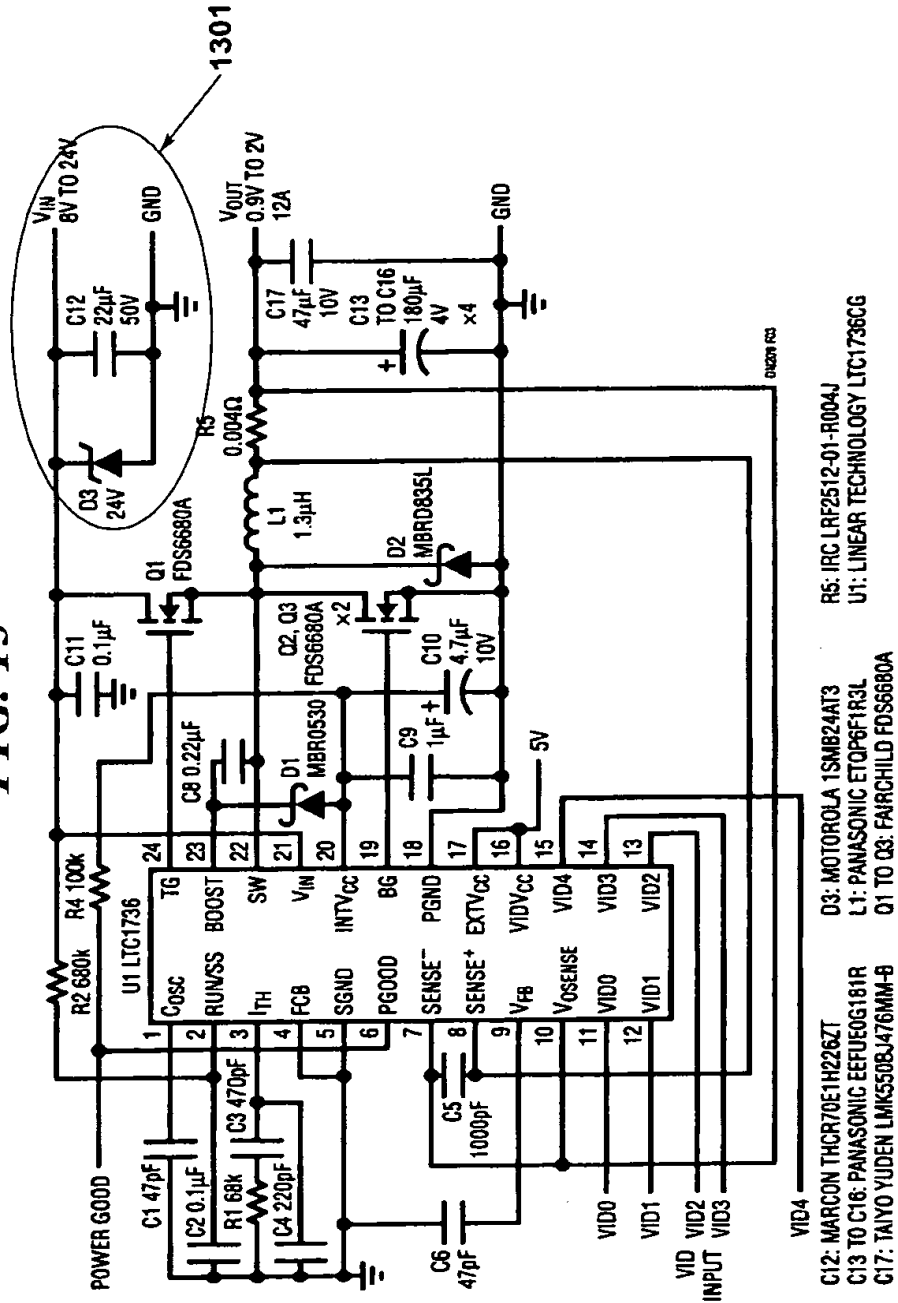 FIG. 13
1301
VIN
8V TO 24V
GND
C12
22µF
50V
D3
24V
Q1
FDS6680A
C11
0.1µF
R4 100k
R2 680k
POWER GOOD
VOUT
0.9V TO 2V
12A
C17
47µF
10V
C13
TO C16
180µF
4V
×4
GND
R5
0.004Ω
L1
1.3µH
D2
MBRD835L
Q2, Q3
FDS6680A
×2
C10
4.7µF
10V
C8 0.22µF
D1
MBR0530
C9
1µF
5V
U1 LTC1736
1 COSC
2 RUN/SS
3 ITH
4 FCB
5 SGND
6 PGOOD
7 SENSE−
8 SENSE+
9 VFB
10 VOSENSE
11 VID0
12 VID1
24 TG
23 BOOST
22 SW
21 VIN
20 INTVCC
19 BG
18 PGND
17 EXTVCC
16 VIDVCC
15 VID4
14 VID3
13 VID2
C1 47pF
C2 0.1µF
R1 68k
C3 470pF
C4 220pF
C5
1000pF
C6
47pF
VID0
VID1
VID2
VID3
VID
INPUT
VID4
DN209 F03
C12: MARCON THCR70E1H226ZT
C13 TO C16: PANASONIC EEFUE0G181R
C17: TAIYO YUDEN LMK550BJ476MM-B
D3: MOTOROLA 1SMB24AT3
L1: PANASONIC ETQP6F1R3L
Q1 TO Q3: FAIRCHILD FDS6680A
R5: IRC LRF2512-01-R004J
U1: LINEAR TECHNOLOGY LTC1736CG